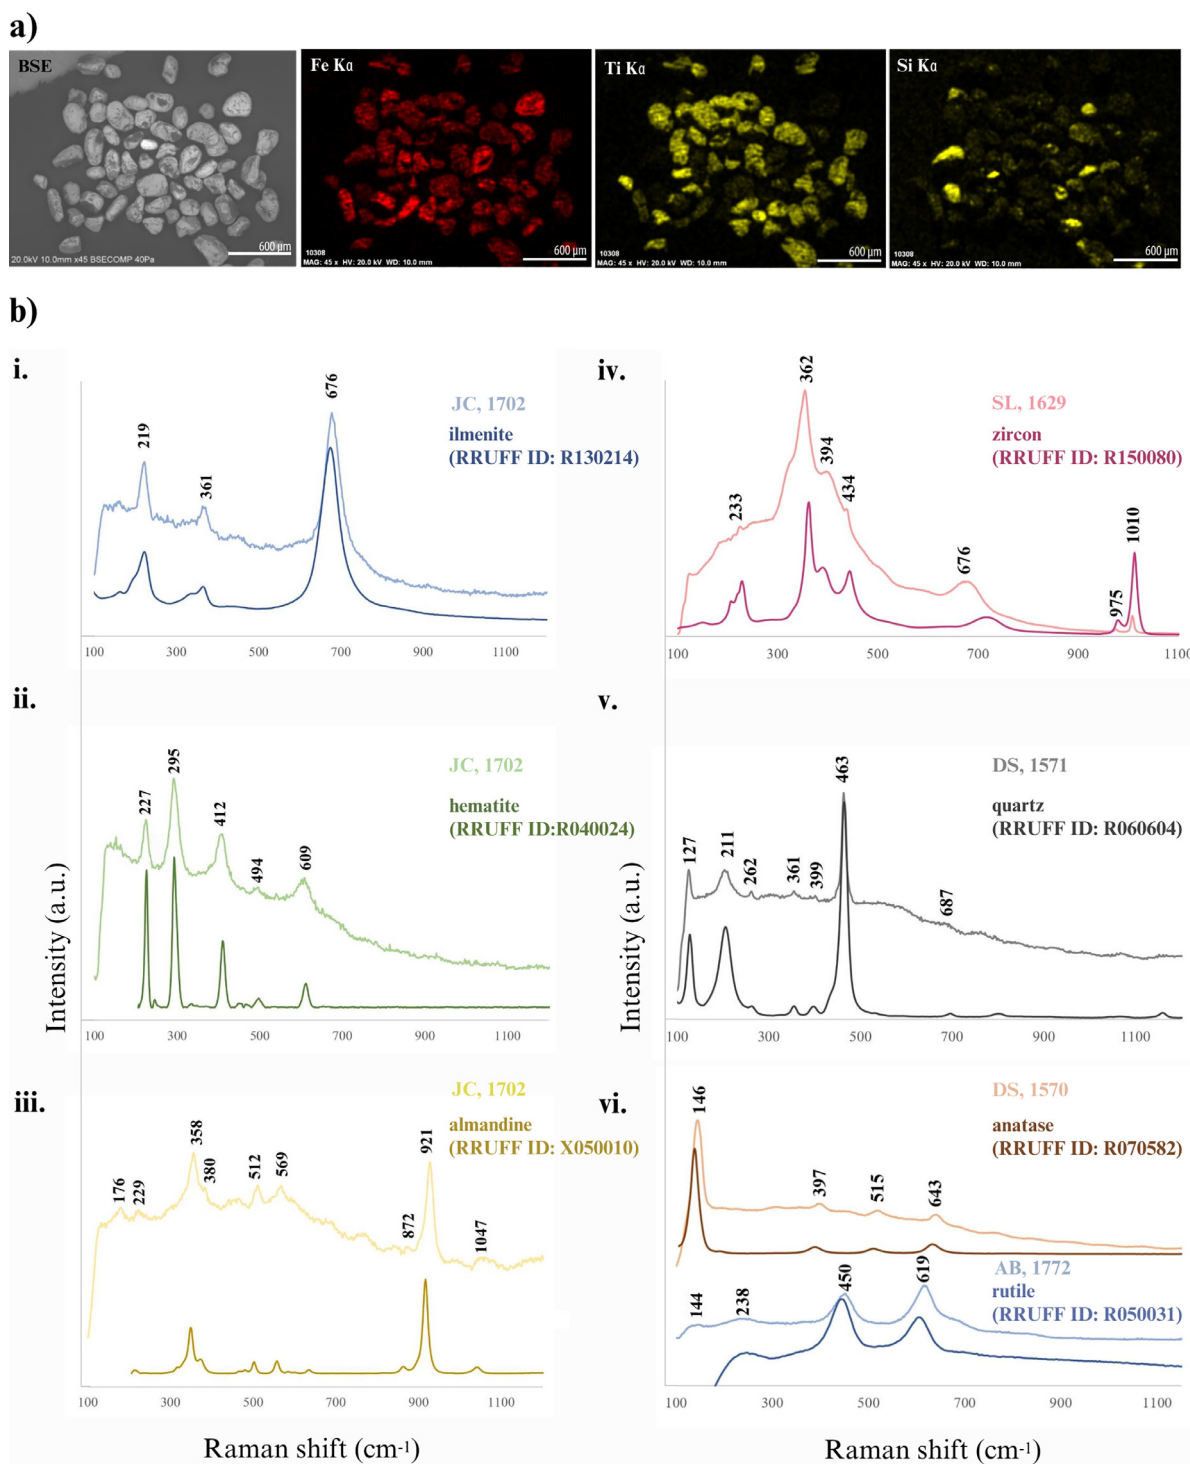 a)
BSE
Fe Kα
Ti Kα
Si Kα
600 μm
20.0kV 10.0mm x45 BSECOMP 40Pa
600 μm
10308
MAG: 45 x HV: 20.0 kV WD: 10.0 mm
600 μm
10308
MAG: 45 x HV: 20.0 kV WD: 10.0 mm
600 μm
10308
MAG: 45 x HV: 20.0 kV WD: 10.0 mm
b)
i.
JC, 1702
ilmenite
(RRUFF ID: R130214)
219
361
676
100 300 500 700 900 1100
ii.
JC, 1702
hematite
(RRUFF ID:R040024)
227
295
412
494
609
100 300 500 700 900 1100
iii.
JC, 1702
almandine
(RRUFF ID: X050010)
176
229
358
380
512
569
872
921
1047
100 300 500 700 900 1100
Intensity (a.u.)
Raman shift (cm-1)
iv.
SL, 1629
zircon
(RRUFF ID: R150080)
233
362
394
434
676
975
1010
100 300 500 700 900 1100
v.
DS, 1571
quartz
(RRUFF ID: R060604)
127
211
262
361
399
463
687
100 300 500 700 900 1100
vi.
DS, 1570
anatase
(RRUFF ID: R070582)
146
397
515
643
AB, 1772
rutile
(RRUFF ID: R050031)
144
238
450
619
100 300 500 700 900 1100
Intensity (a.u.)
Raman shift (cm-1)